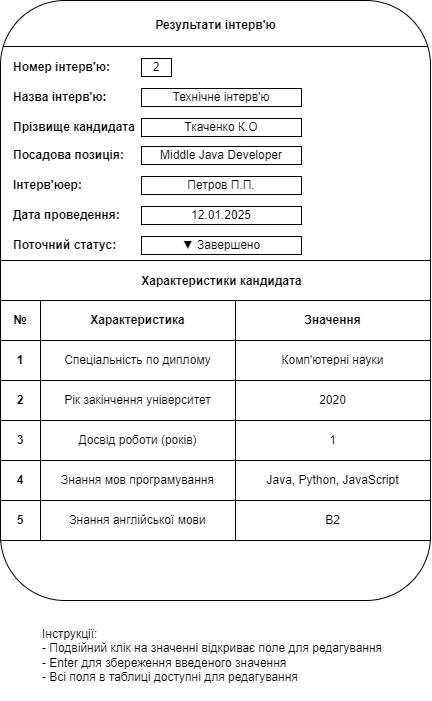 Результати інтерв'ю
Номер інтерв'ю: 2
Назва інтерв'ю: Технічне інтерв'ю
Прізвище кандидата Ткаченко К.О
Посадова позиція: Middle Java Developer
Інтерв'юер: Петров П.П.
Дата проведення: 12.01.2025
Поточний статус: ▼ Завершено
Характеристики кандидата
№ Характеристика Значення
1 Спеціальність по диплому Комп'ютерні науки
2 Рік закінчення університет 2020
3 Досвід роботи (років) 1
4 Знання мов програмування Java, Python, JavaScript
5 Знання англійської мови B2
Інструкції:
- Подвійний клік на значенні відкриває поле для редагування
- Enter для збереження введеного значення
- Всі поля в таблиці доступні для редагування